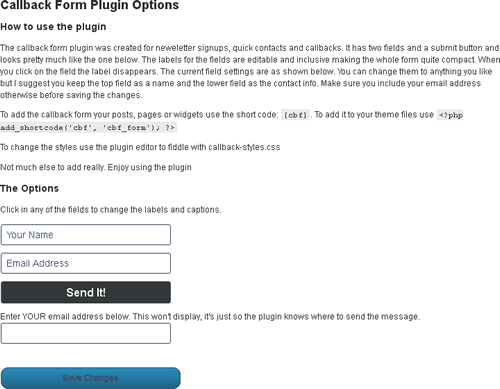 Callback Form Plugin Options
How to use the plugin
The callback form plugin was created for neweletter signups, quick contacts and callbacks. It has two fields and a submit button and
looks pretty much like the one below. The labels for the fields are editable and inclusive making the whole form quite compact. When
you click on the field the label disappears. The current field settings are as shown below. You can change them to anything you like
but I suggest you keep the top field as a name and the lower field as the contact info. Make sure you include your email address
otherwise before saving the changes.
To add the callback form your posts, pages or widgets use the short code: [cbf]. To add it to your theme files use <?php
add_shortcode('cbf', 'cbf_form'); ?>
To change the styles use the plugin editor to fiddle with callback-styles.css
Not much else to add really. Enjoy using the plugin
The Options
Click in any of the fields to change the labels and captions.
Your Name
Email Address
Send It!
Enter YOUR email address below. This won't display, it's just so the plugin knows where to send the message.
Save Changes